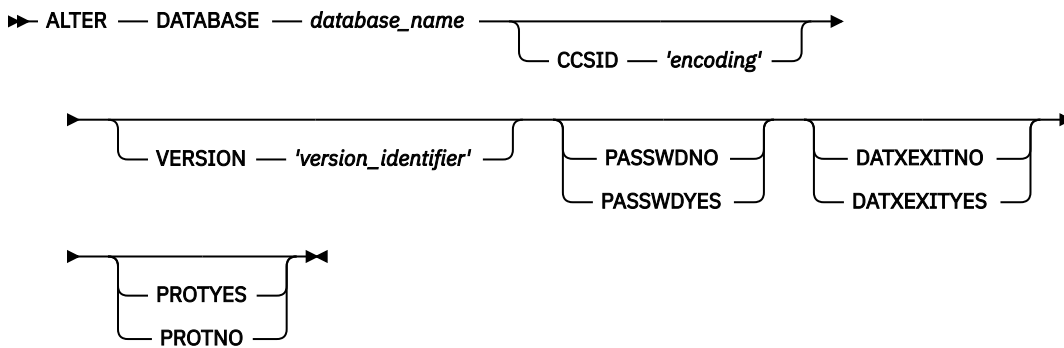 ALTER DATABASE database_name
CCSID 'encoding'
VERSION 'version_identifier'
PASSWDNO
PASSWDYES
DATXEXITNO
DATXEXITYES
PROTYES
PROTNO